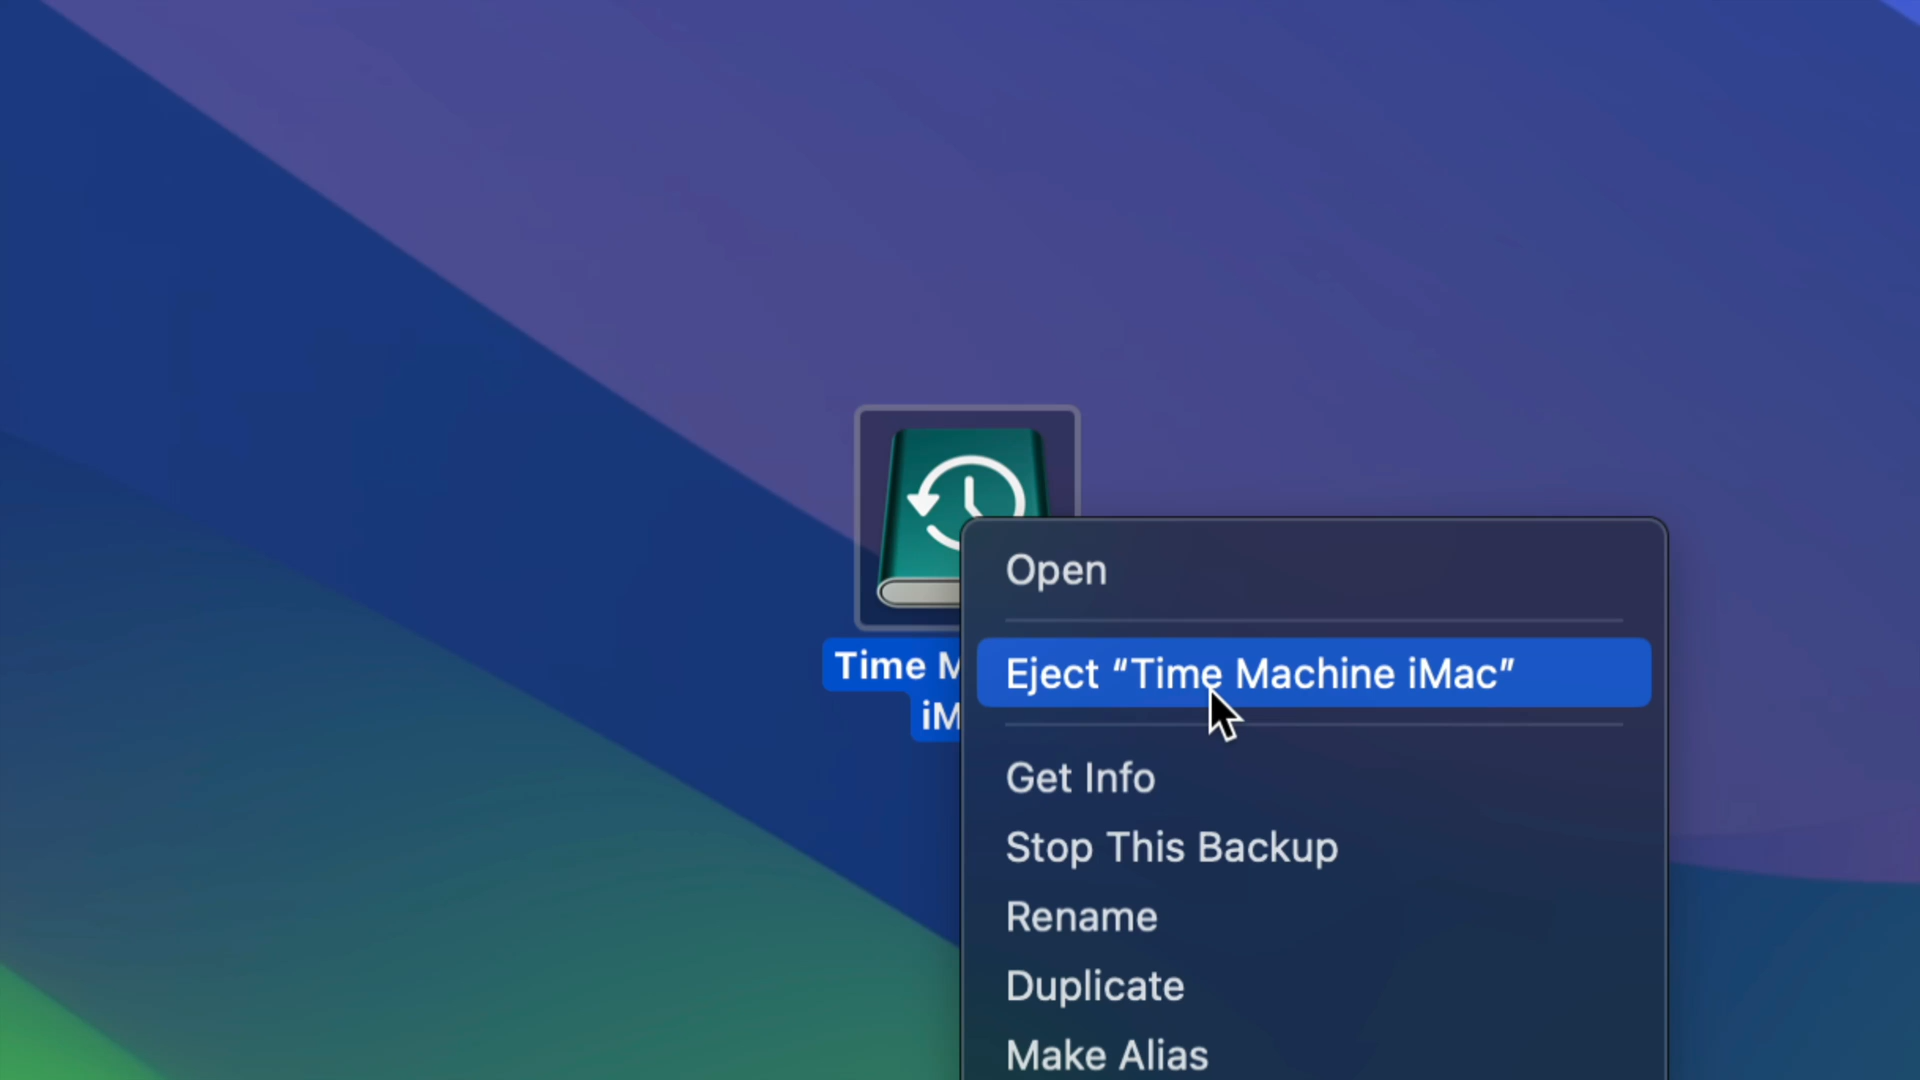 Time M
iM
Open
Eject “Time Machine iMac”
Get Info
Stop This Backup
Rename
Duplicate
Make Alias